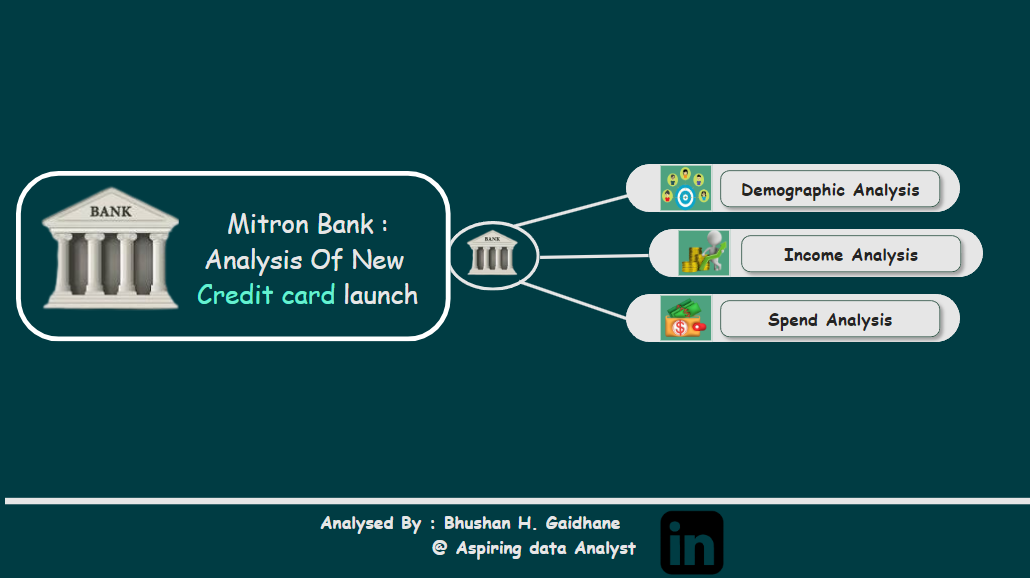 BANK
Mitron Bank :
Analysis Of New
Credit card launch
BANK
Demographic Analysis
Income Analysis
$
Spend Analysis
Analysed By : Bhushan H. Gaidhane
@ Aspiring data Analyst
in